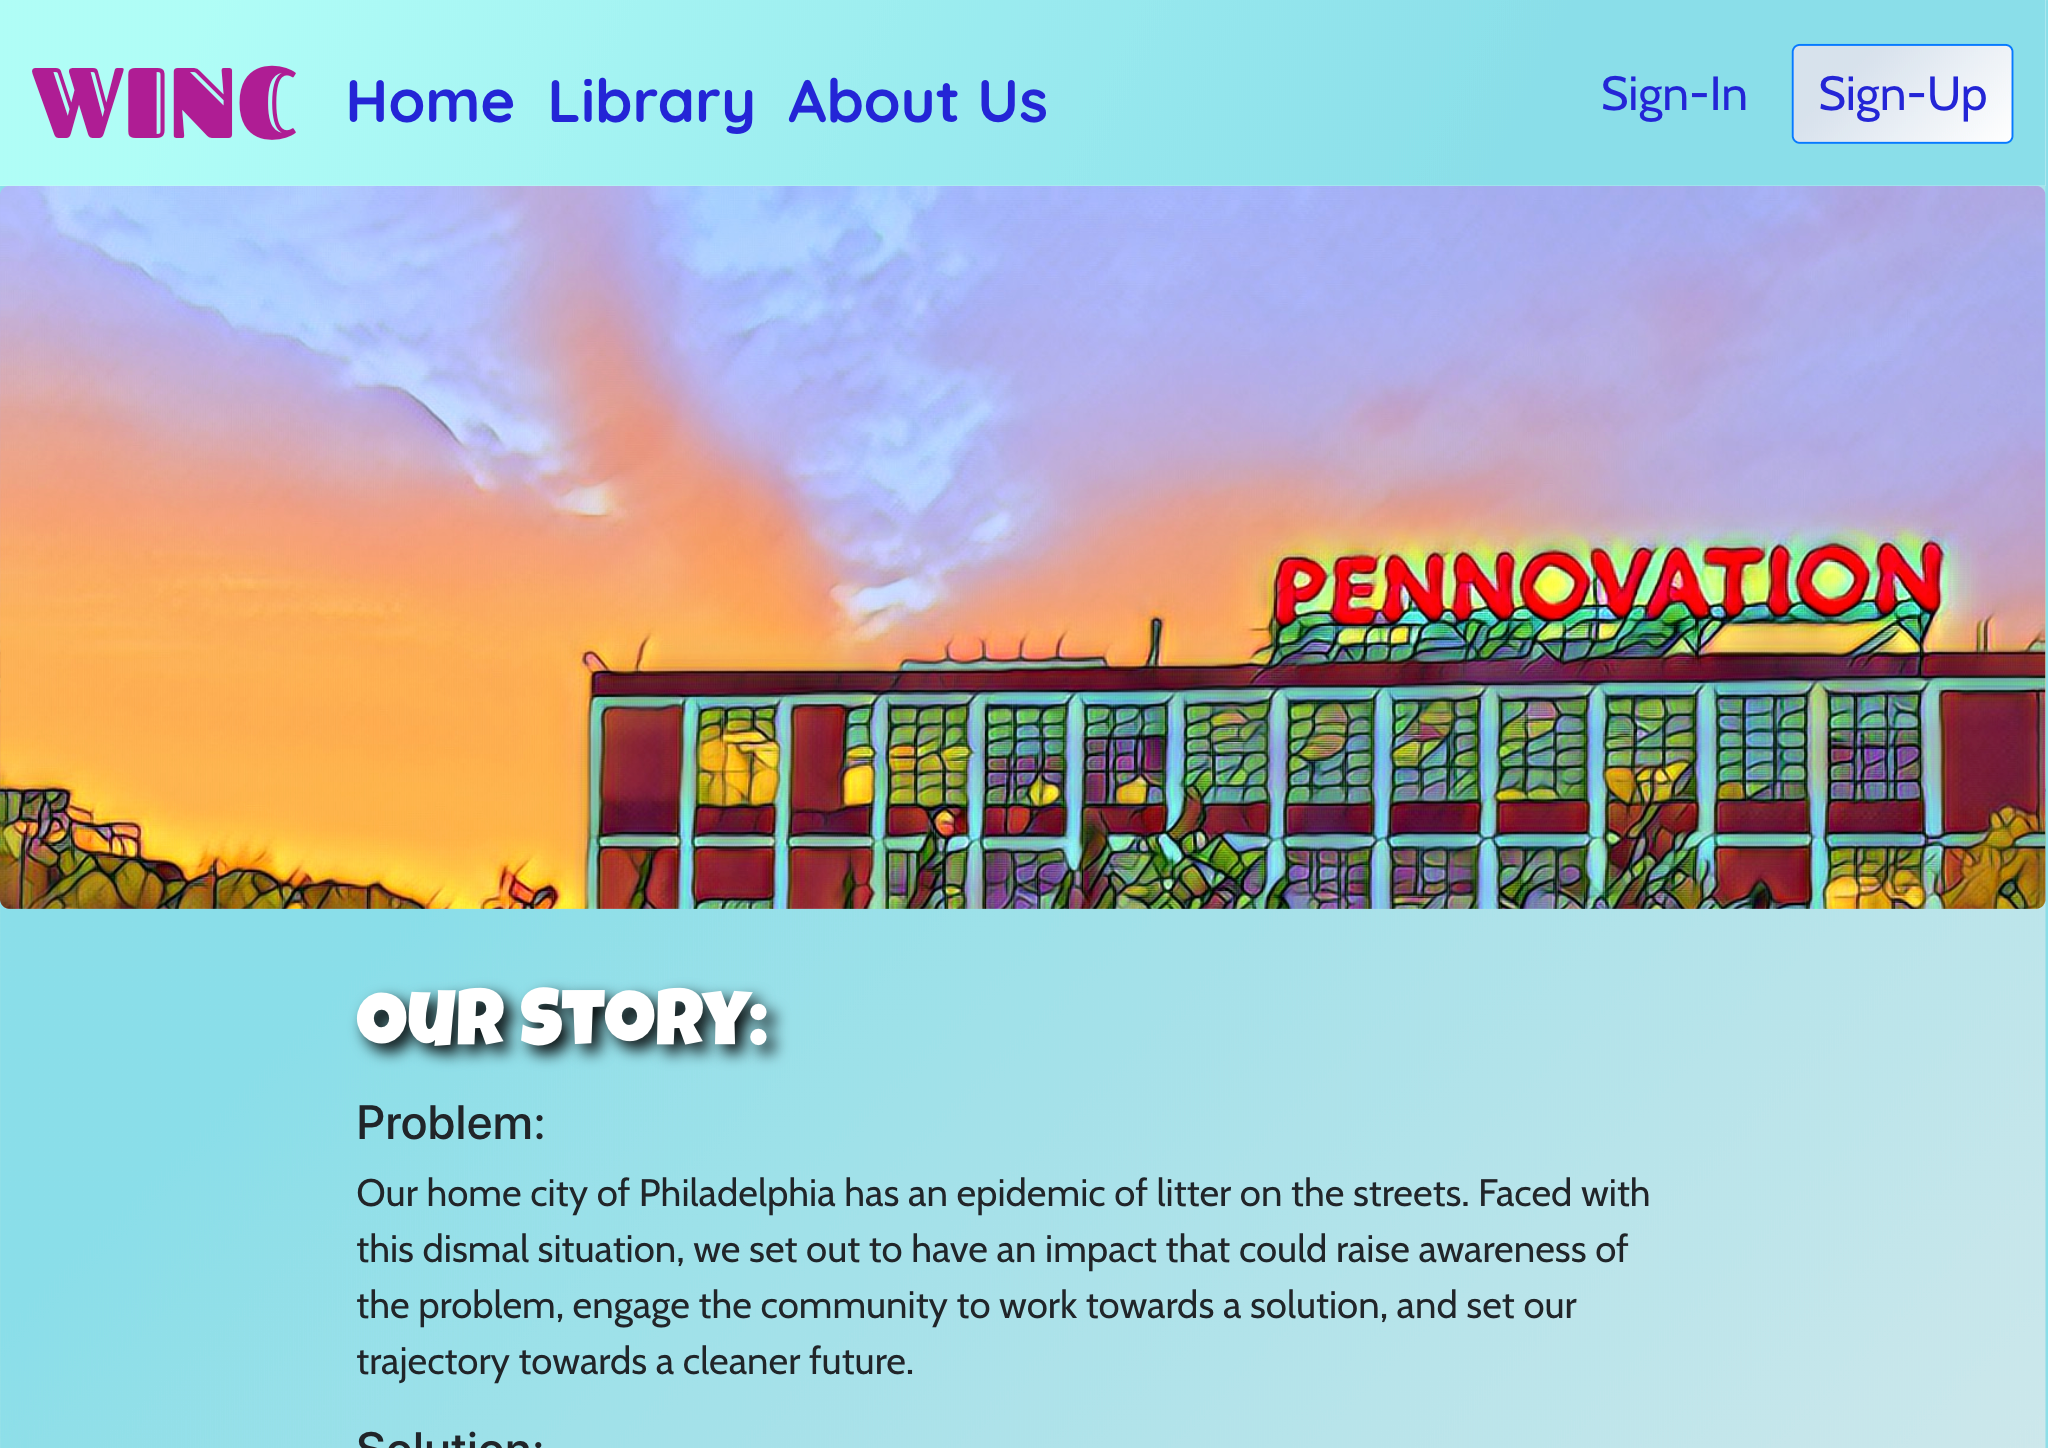 WINC
Home Library About Us
Sign-In
Sign-Up
PENNOVATION
OUR STORY:
Problem:
Our home city of Philadelphia has an epidemic of litter on the streets. Faced with
this dismal situation, we set out to have an impact that could raise awareness of
the problem, engage the community to work towards a solution, and set our
trajectory towards a cleaner future.
Solution: